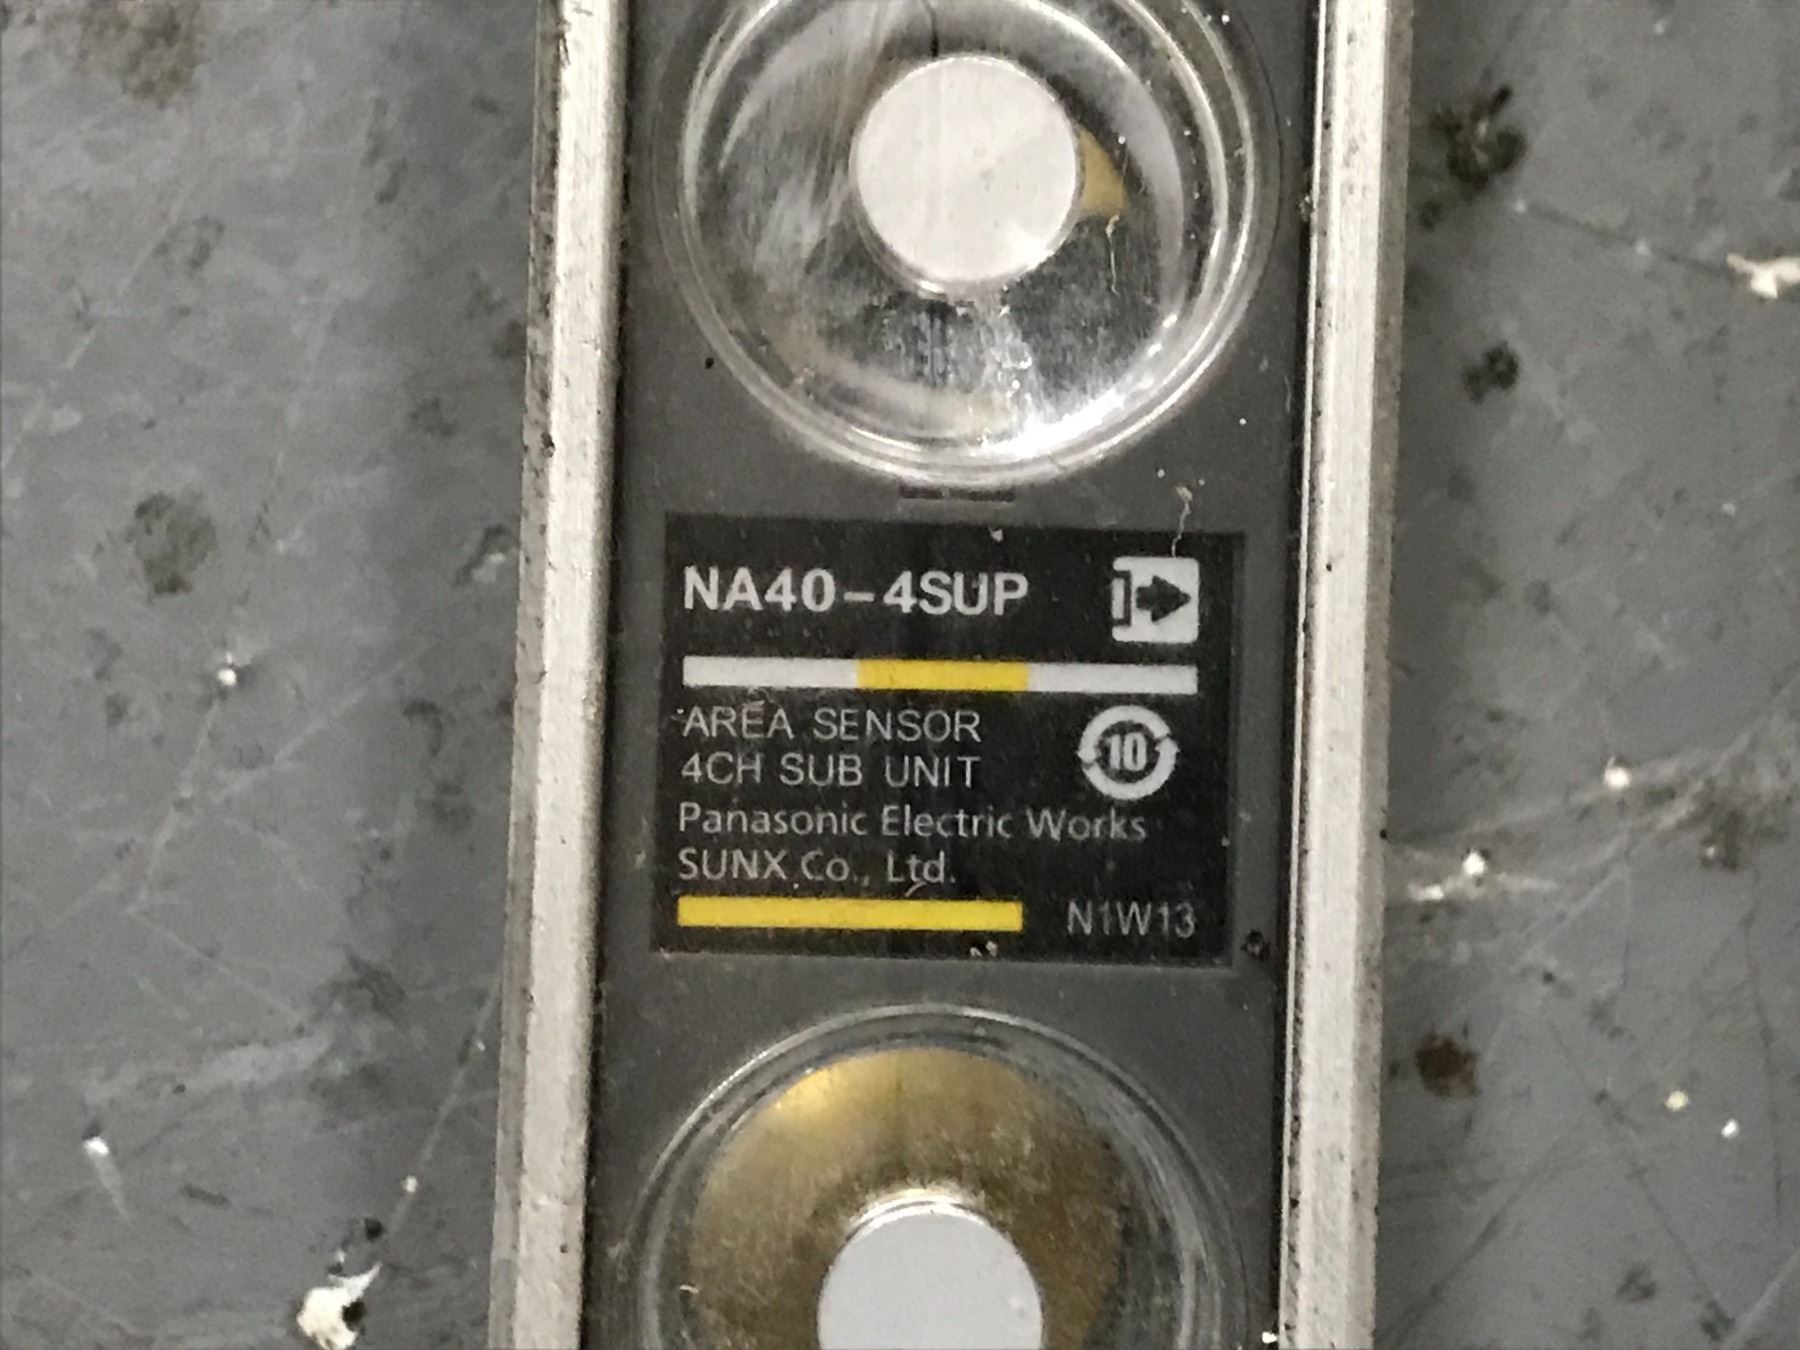 NA40-4SUP
AREA SENSOR
10
4CH SUB UNIT
Panasonic Electric Works
SUNX Co., Ltd.
N1W13